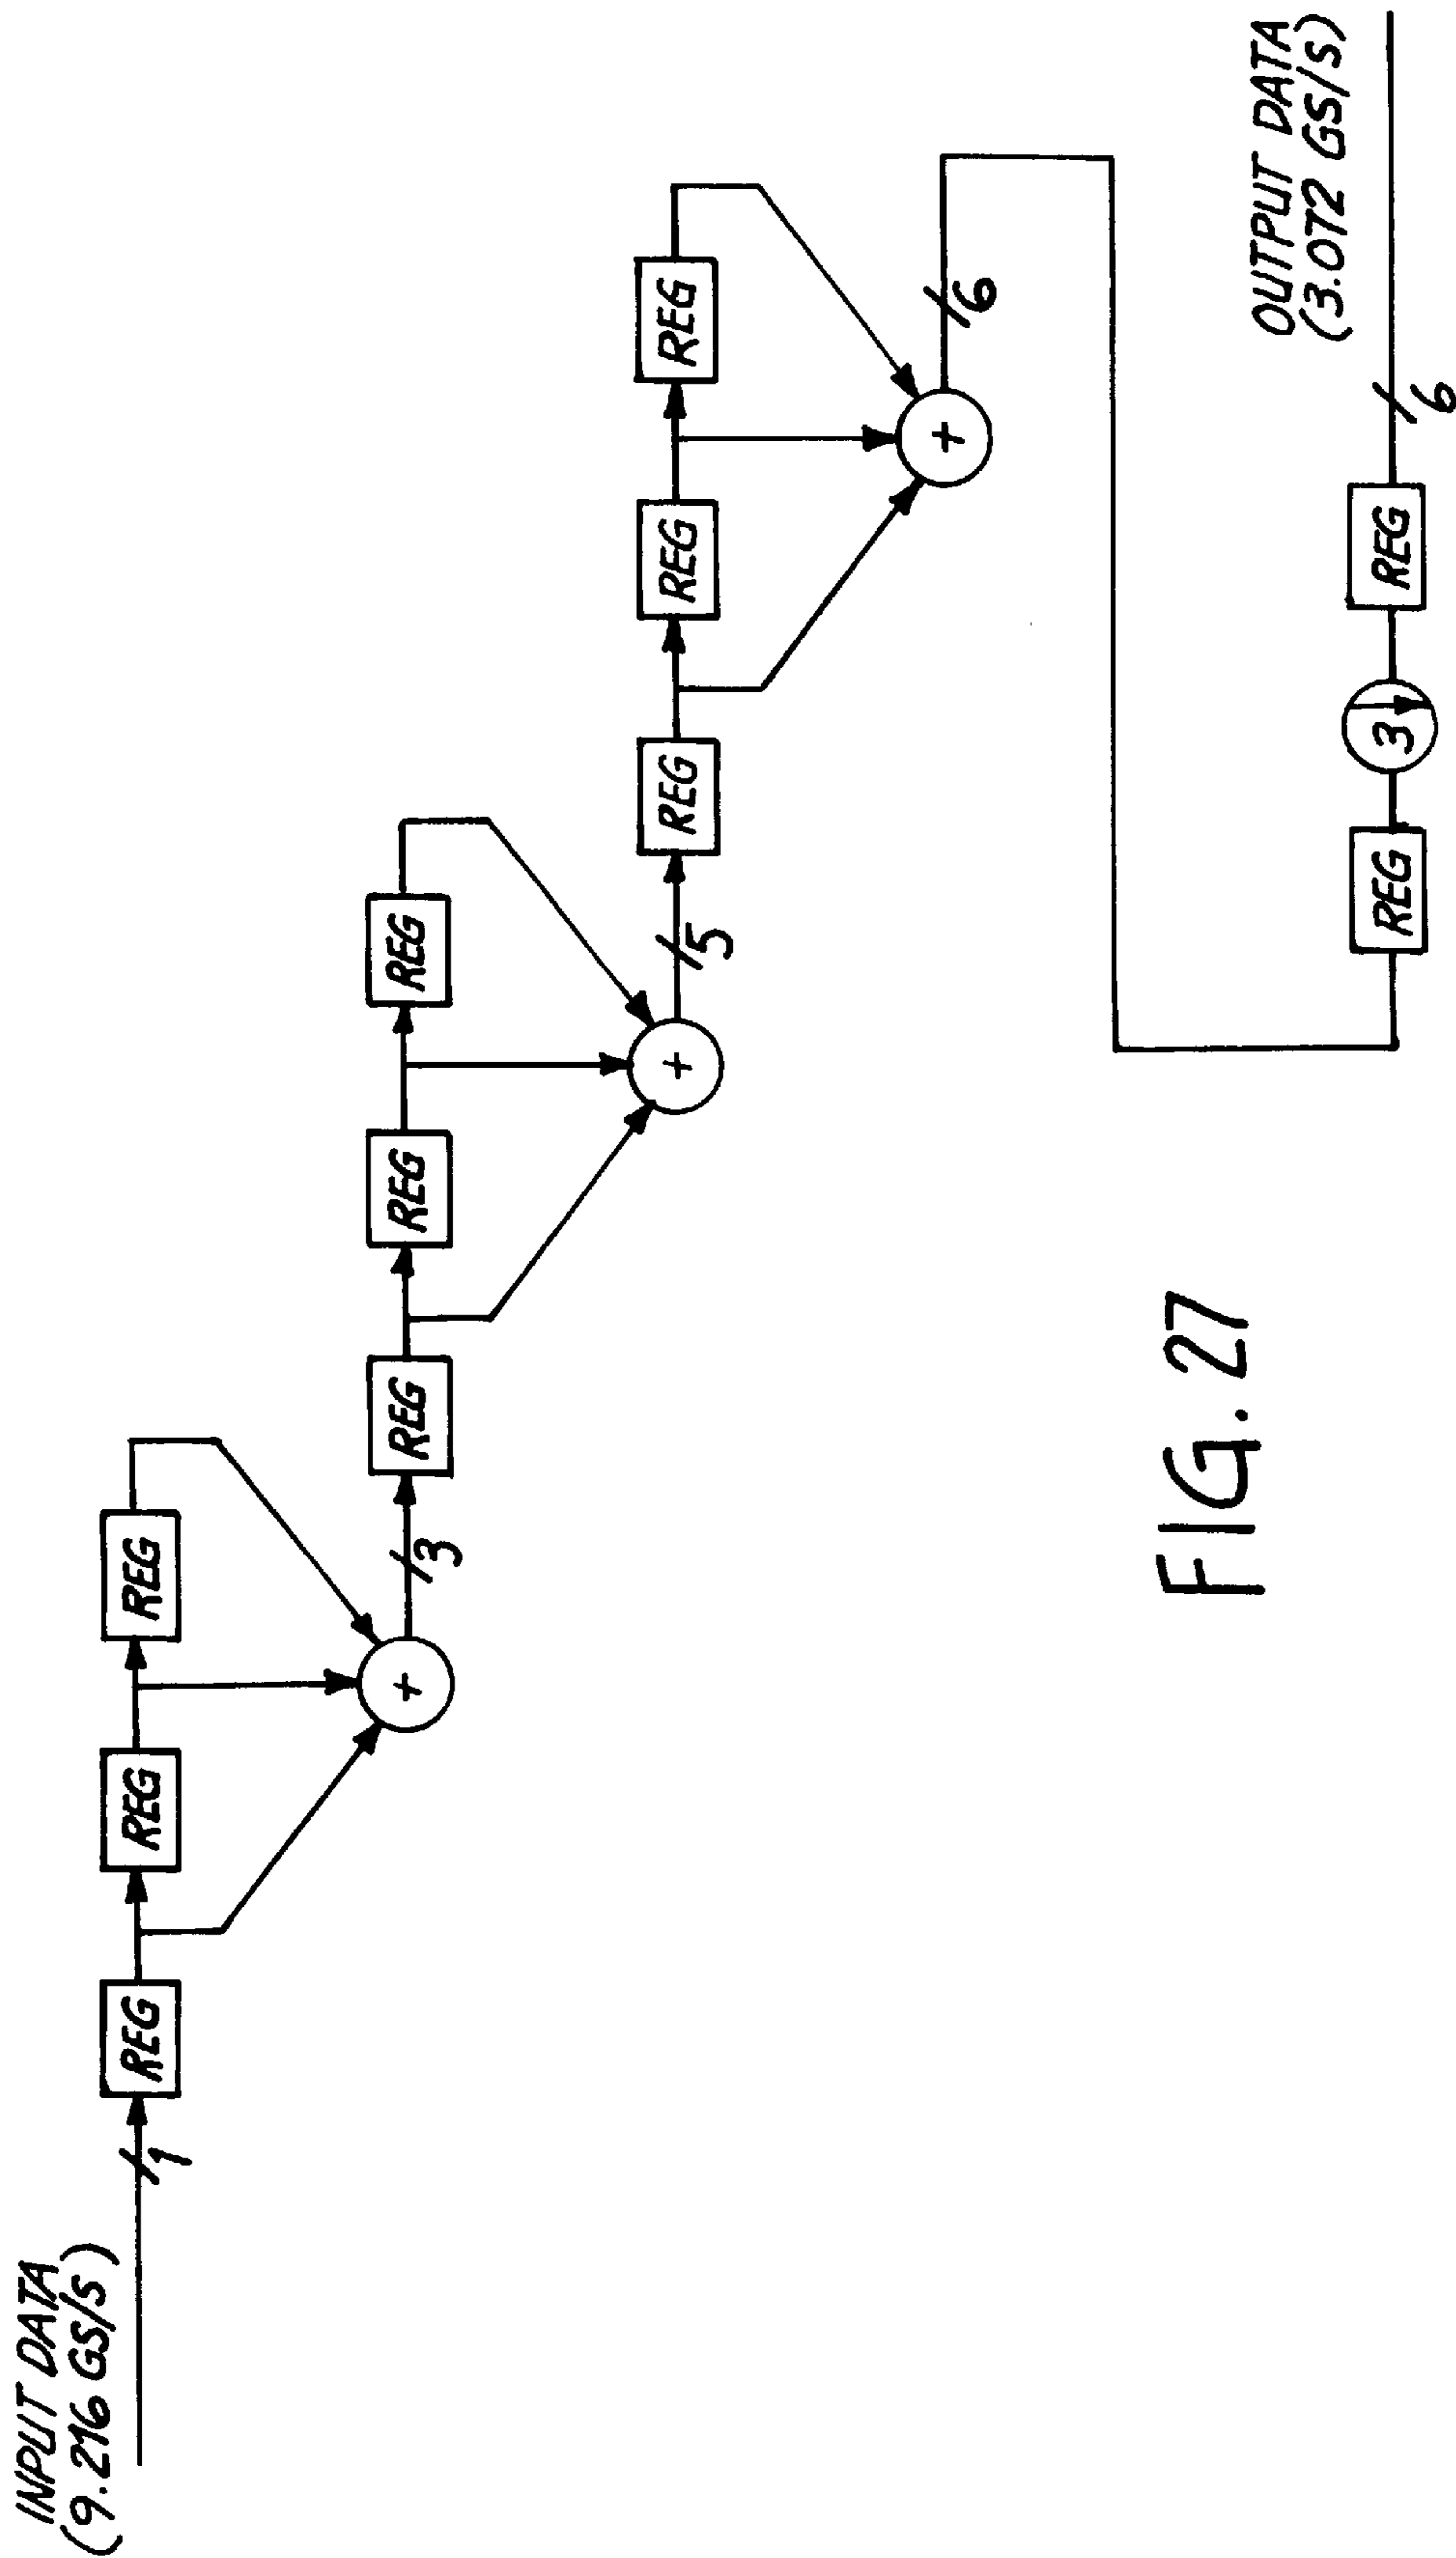 INPUT DATA
(9.216 GS/S)
1
REG
REG
REG
+
3
REG
REG
REG
+
5
REG
REG
REG
+
6
REG
3
REG
6
OUTPUT DATA
(3.072 GS/S)
FIG. 27